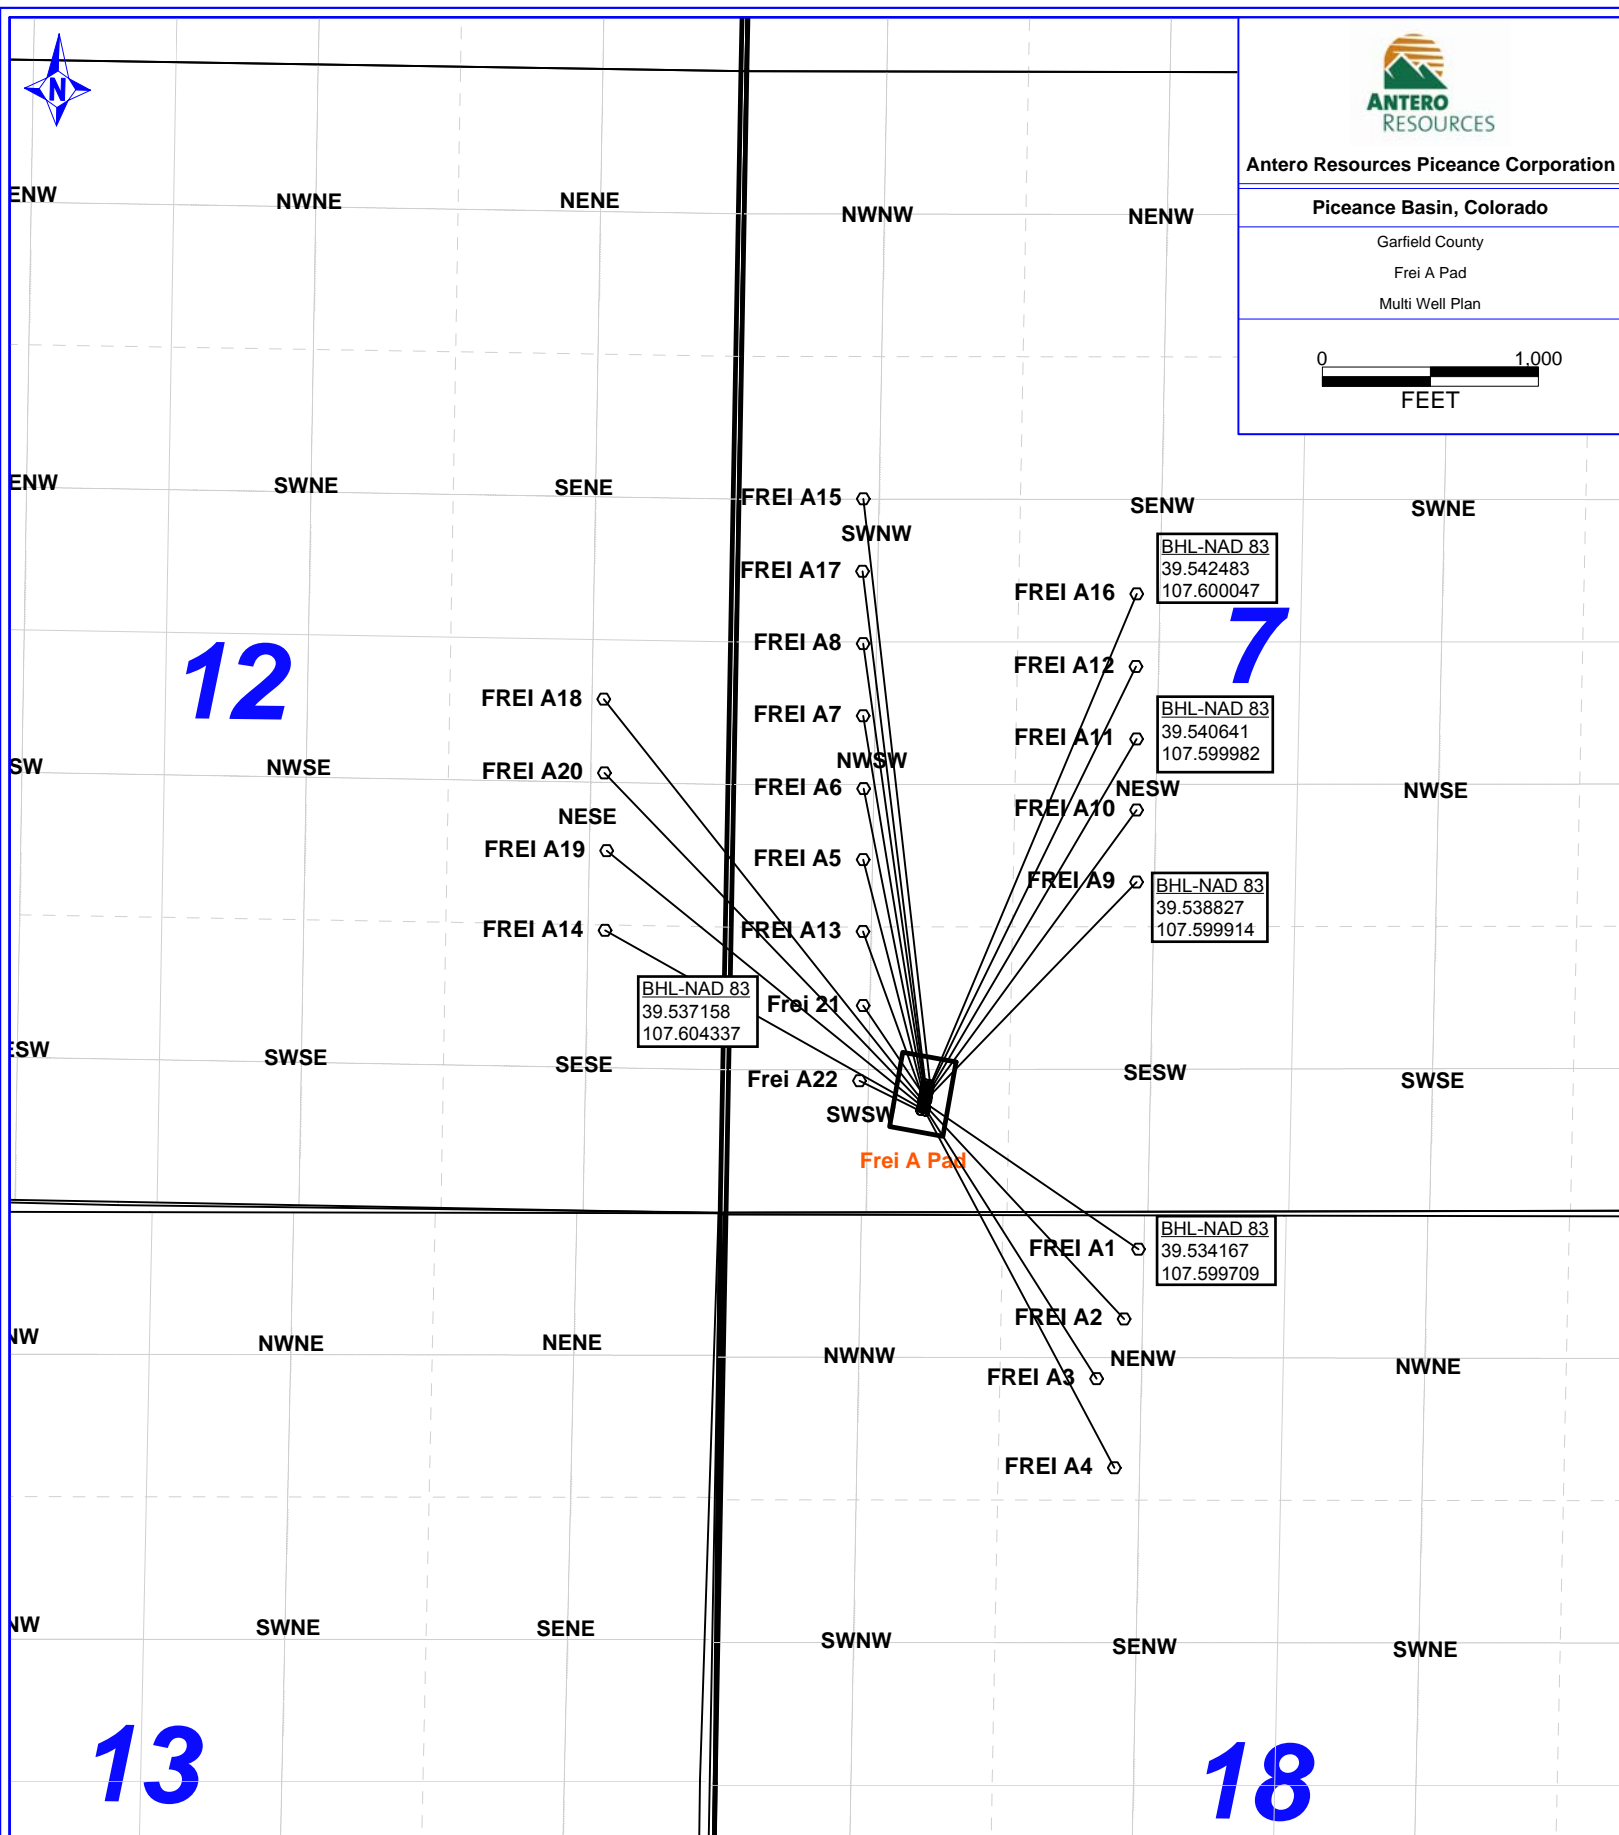 N
ANTERO
RESOURCES
Antero Resources Piceance Corporation
Piceance Basin, Colorado
Garfield County
Frei A Pad
Multi Well Plan
0 1,000
FEET
ENW NWNE NENE NWNW NENW
ENW SWNE SENE FREI A15 SENW SWNE
SWNW
BHL-NAD 83
39.542483
107.600047
FREI A17
FREI A16
12
7
FREI A8
FREI A12
FREI A18
FREI A7
BHL-NAD 83
39.540641
107.599982
FREI A11
SW NWSE FREI A20 NWSW
FREI A6 NESW NWSE
NESE FREI A10
FREI A19 FREI A5
FREI A9
BHL-NAD 83
39.538827
107.599914
FREI A14 FREI A13
BHL-NAD 83
39.537158
107.604337
Frei 21
ESW SWSE SESE Frei A22 SESW SWSE
SWSW
Frei A Pad
FREI A1
BHL-NAD 83
39.534167
107.599709
FREI A2
NW NWNE NENE NWNW NENW NWNE
FREI A3
FREI A4
NW SWNE SENE SWNW SENW SWNE
13
18